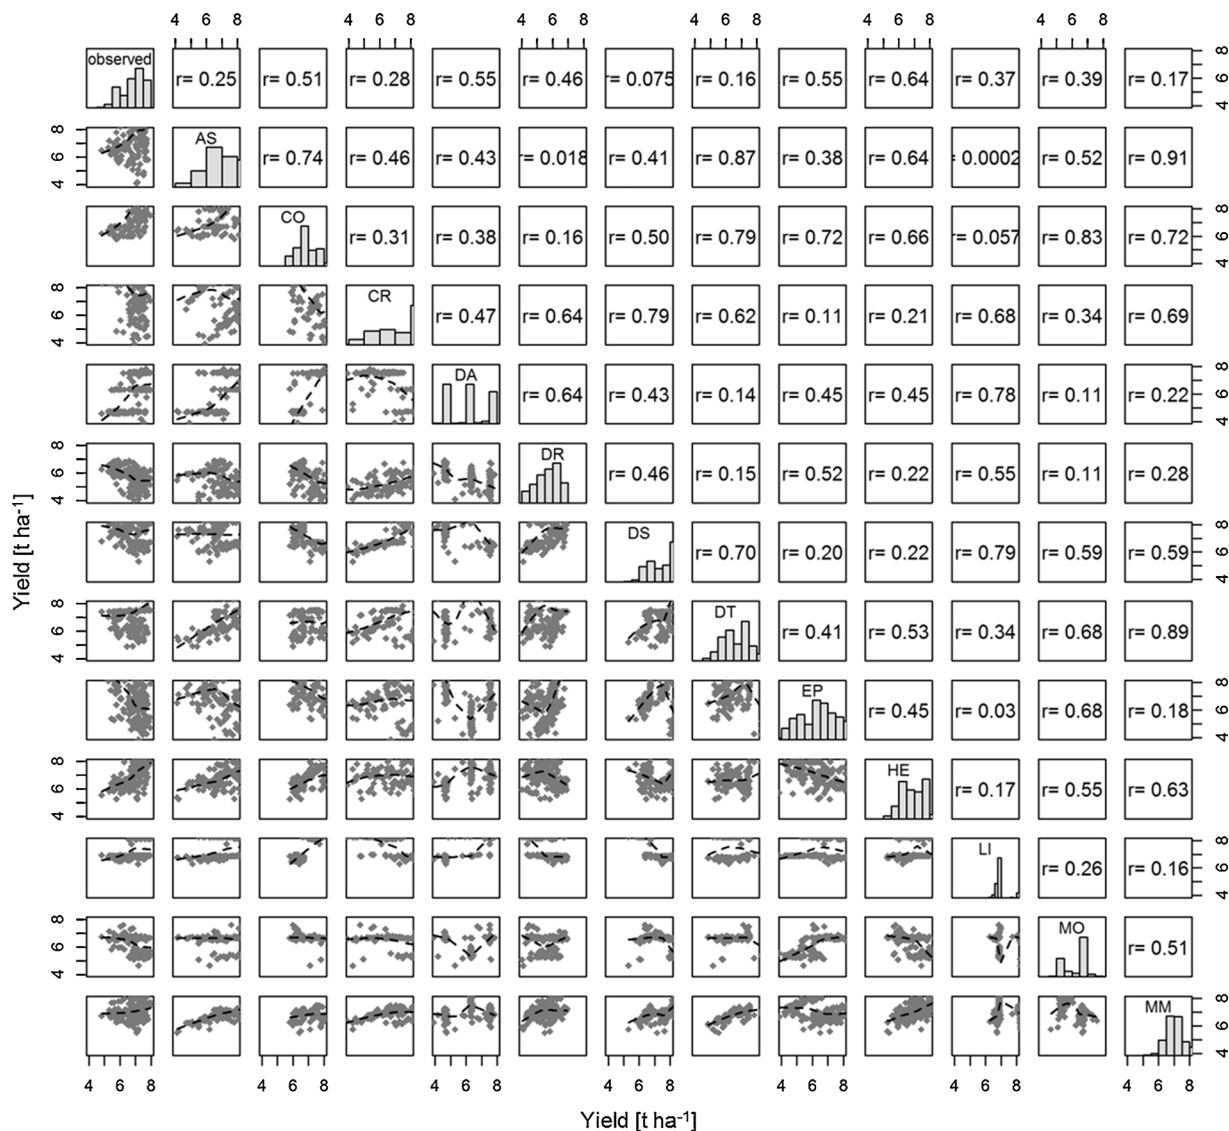 4 6 8 4 6 8 4 6 8 4 6 8 4 6 8 4 6 8
observed r= 0.25 r= 0.51 r= 0.28 r= 0.55 r= 0.46 r= 0.075 r= 0.16 r= 0.55 r= 0.64 r= 0.37 r= 0.39 r= 0.17 4 6 8
4 6 8 AS r= 0.74 r= 0.46 r= 0.43 r= 0.018 r= 0.41 r= 0.87 r= 0.38 r= 0.64 = 0.0002 r= 0.52 r= 0.91
CO r= 0.31 r= 0.38 r= 0.16 r= 0.50 r= 0.79 r= 0.72 r= 0.66 r= 0.057 r= 0.83 r= 0.72 4 6 8
4 6 8 CR r= 0.47 r= 0.64 r= 0.79 r= 0.62 r= 0.11 r= 0.21 r= 0.68 r= 0.34 r= 0.69
DA r= 0.64 r= 0.43 r= 0.14 r= 0.45 r= 0.45 r= 0.78 r= 0.11 r= 0.22 4 6 8
4 6 8 DR r= 0.46 r= 0.15 r= 0.52 r= 0.22 r= 0.55 r= 0.11 r= 0.28
DS r= 0.70 r= 0.20 r= 0.22 r= 0.79 r= 0.59 r= 0.59 4 6 8
Yield [t ha-1]
4 6 8 DT r= 0.41 r= 0.53 r= 0.34 r= 0.68 r= 0.89
EP r= 0.45 r= 0.03 r= 0.68 r= 0.18 4 6 8
4 6 8 HE r= 0.17 r= 0.55 r= 0.63
LI r= 0.26 r= 0.16 4 6 8
4 6 8 MO r= 0.51
MM 4 6 8
4 6 8 4 6 8 4 6 8 4 6 8 4 6 8 4 6 8 4 6 8
Yield [t ha-1]